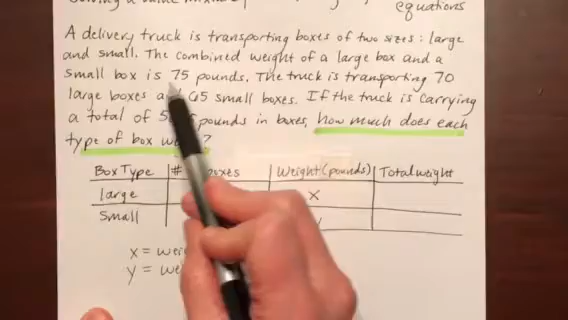 equations
A delivery truck is transporting boxes of two sizes: large
and small. The combined weight of a large box and a
small box is 75 pounds. The truck is transporting 70
large boxes 65 small boxes. If the truck is carrying
a total of pounds in boxes, how much does each
type of box ?
Box Type # boxes Weight (pounds) Total weight
large x
Small
x =
y =